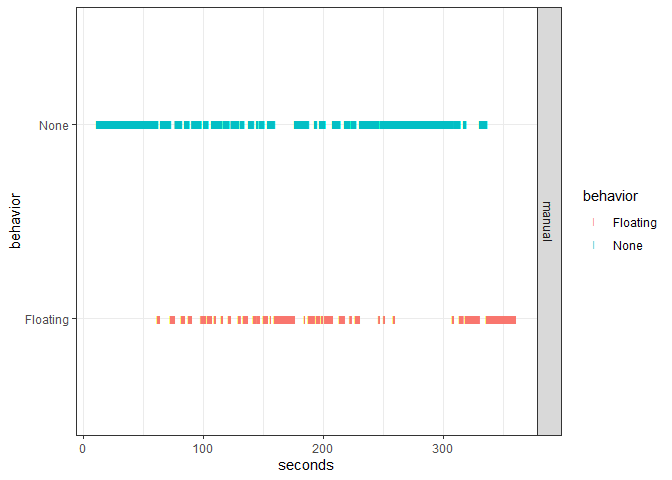 None
Floating
behavior
0
100
200
300
seconds
manual
behavior
Floating
None